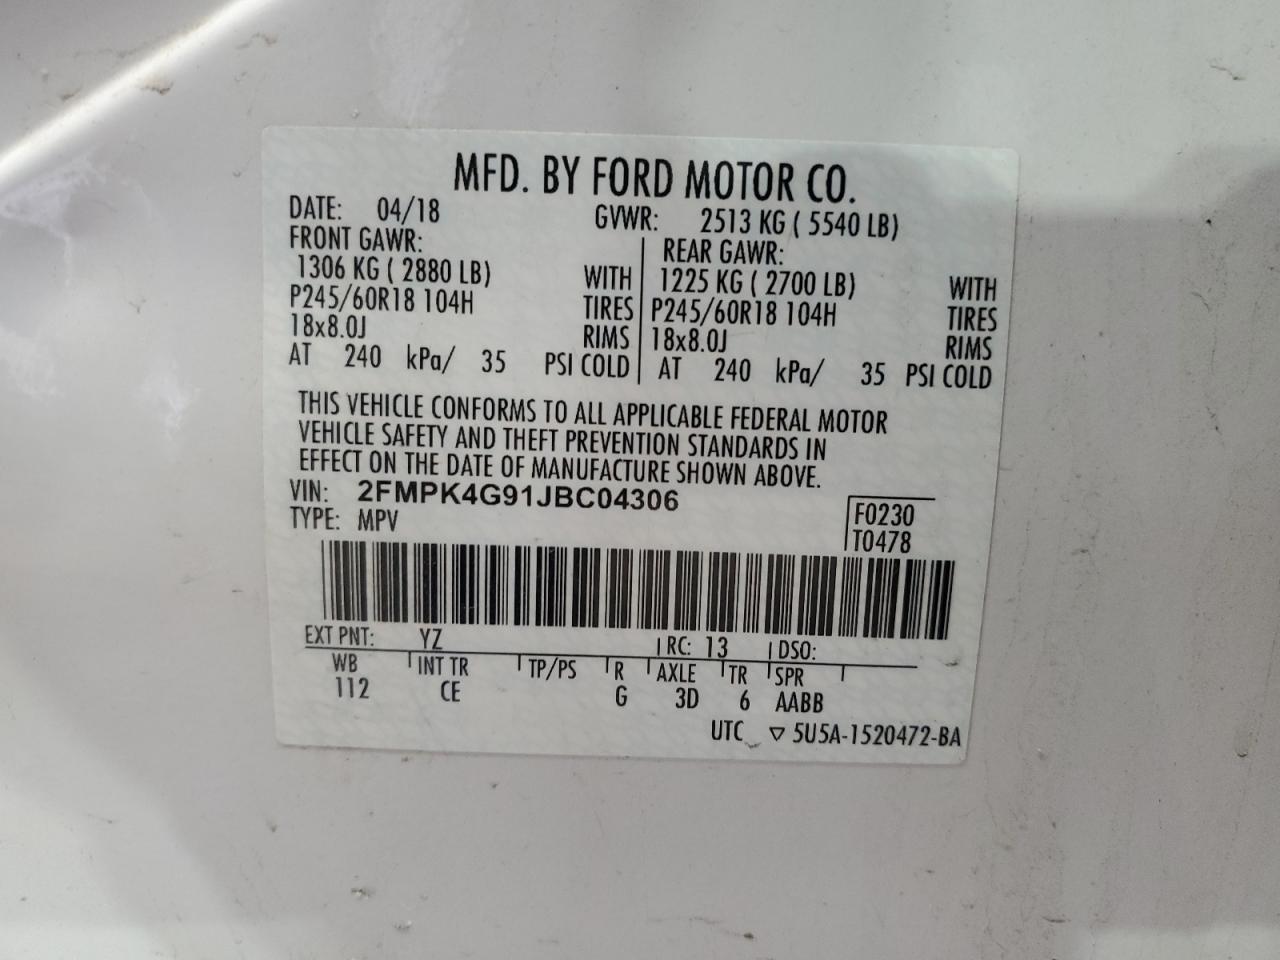 MFD. BY FORD MOTOR CO.
DATE: 04/18 GVWR: 2513 KG ( 5540 LB)
FRONT GAWR: REAR GAWR:
1306 KG ( 2880 LB) WITH 1225 KG ( 2700 LB) WITH
P245/60R18 104H TIRES P245/60R18 104H TIRES
18x8.0J RIMS 18x8.0J RIMS
AT 240 kPa/ 35 PSI COLD AT 240 kPa/ 35 PSI COLD
THIS VEHICLE CONFORMS TO ALL APPLICABLE FEDERAL MOTOR
VEHICLE SAFETY AND THEFT PREVENTION STANDARDS IN
EFFECT ON THE DATE OF MANUFACTURE SHOWN ABOVE.
VIN: 2FMPK4G91JBC04306 F0230
TYPE: MPV T0478
EXT PNT: YZ RC: 13 DSO:
WB INT TR TP/PS R AXLE TR SPR
112 CE G 3D 6 AABB
UTC ▽ 5U5A-1520472-BA